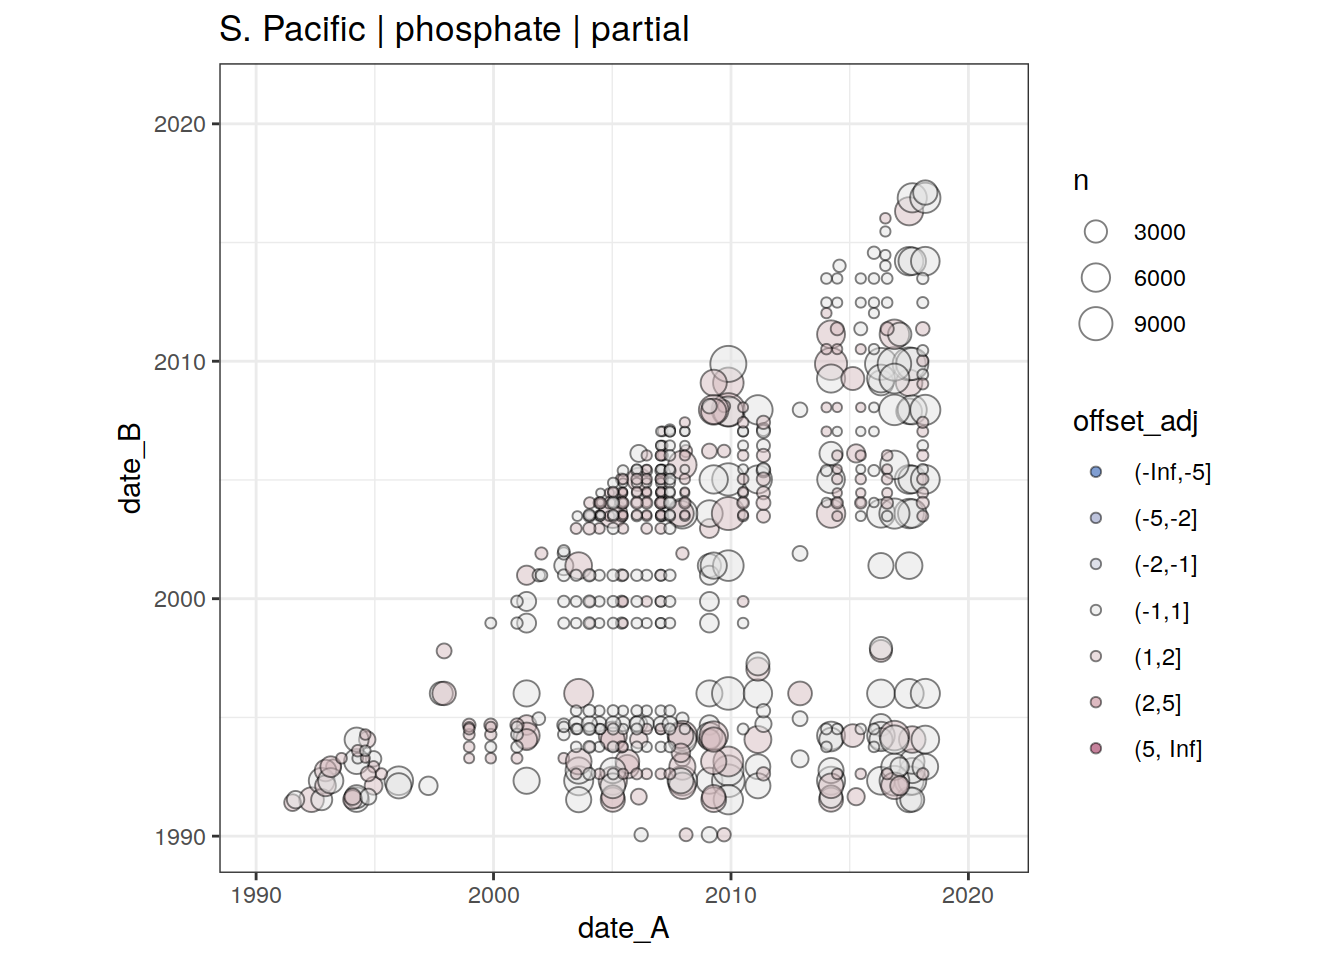 S. Pacific | phosphate | partial
date_B
2020
2010
2000
1990
1990 2000 2010 2020
date_A
n
3000
6000
9000
offset_adj
(-Inf,-5]
(-5,-2]
(-2,-1]
(-1,1]
(1,2]
(2,5]
(5, Inf]